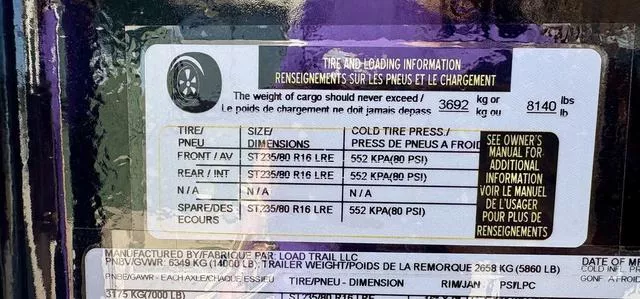 TIRE AND LOADING INFORMATION
RENSEIGNEMENTS SUR LES PNEUS ET LE CHARGEMENT
The weight of cargo should never exceed / 3692 kg or 8140 lbs
Le poids de chargement ne doit jamais depass kg ou lb
TIRE/ SIZE/ COLD TIRE PRESS./
PNEU DIMENSIONS PRESS DE PNEUS A FROID
FRONT / AV ST235/80 R16 LRE 552 KPA(80 PSI)
REAR / INT ST235/80 R16 LRE 552 KPA(80 PSI)
N / A N / A N / A
SPARE/DES ST235/80 R16 LRE 552 KPA(80 PSI)
ECOURS
SEE OWNER'S
MANUAL FOR
ADDITIONAL
INFORMATION
VOIR LE MANUEL
DE L'USAGER
POUR PLUS DE
RENSEIGNEMENTS
MANUFACTURED BY/FABRIQUE PAR: LOAD TRAIL LLC DATE OF
PNBV/GVWR: 6349 KG (14000 LB) TRAILER WEIGHT/POIDS DE LA REMORQUE 2658 KG (5860 LB)
PNBE/GAWR - EACH AXLE/CHAQUE ESSIEU TIRE/PNEU - DIMENSION RIM/JAN PSI/LPC
3175 KG(7000 LB) ST235/80 R16 LRE